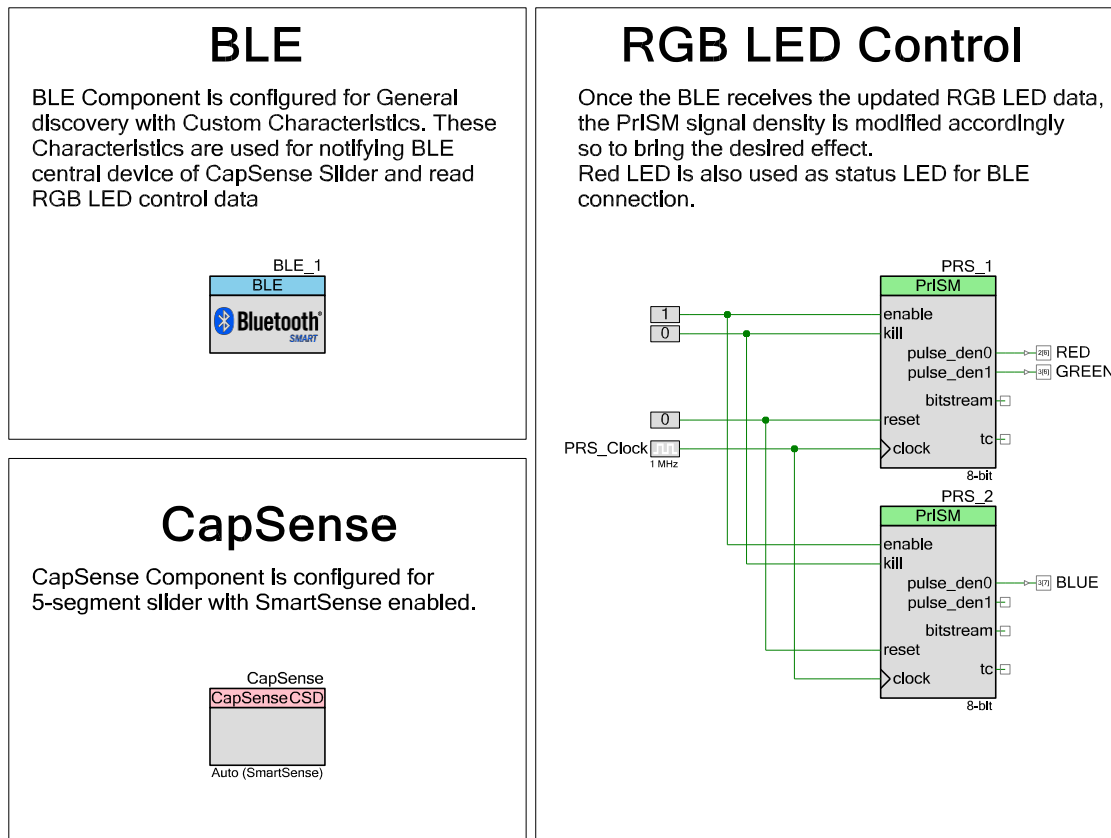 BLE
BLE Component is configured for General
discovery with Custom Characteristics. These
Characteristics are used for notifying BLE
central device of CapSense Slider and read
RGB LED control data
BLE_1
BLE
Bluetooth®
SMART
CapSense
CapSense Component is configured for
5-segment slider with SmartSense enabled.
CapSense
CapSense CSD
Auto (SmartSense)
RGB LED Control
Once the BLE receives the updated RGB LED data,
the PrISM signal density is modified accordingly
so to bring the desired effect.
Red LED is also used as status LED for BLE
connection.
PRS_1
PrISM
1
enable
0
kill
pulse_den0
2[6] RED
pulse_den1
3[6] GREEN
bitstream
0
reset
tc
PRS_Clock
clock
1 MHz
8-bit
PRS_2
PrISM
enable
kill
pulse_den0
3[7] BLUE
pulse_den1
bitstream
reset
tc
clock
8-bit